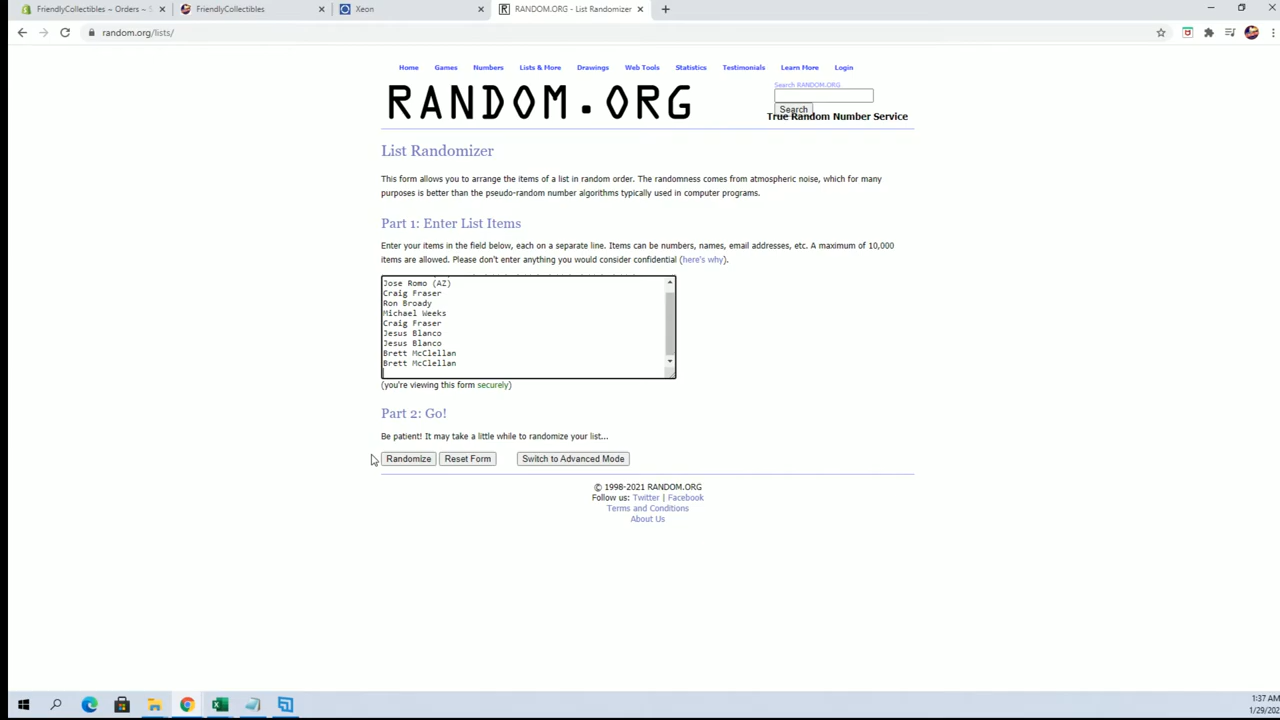 FriendlyCollectibles ~ Orders ~ S
FriendlyCollectibles
Xeon
RANDOM.ORG - List Randomizer
random.org/lists/
Home Games Numbers Lists & More Drawings Web Tools Statistics Testimonials Learn More Login
RANDOM.ORG
Search RANDOM.ORG
Search
True Random Number Service
List Randomizer
This form allows you to arrange the items of a list in random order. The randomness comes from atmospheric noise, which for many
purposes is better than the pseudo-random number algorithms typically used in computer programs.
Part 1: Enter List Items
Enter your items in the field below, each on a separate line. Items can be numbers, names, email addresses, etc. A maximum of 10,000
items are allowed. Please don't enter anything you would consider confidential (here's why).
Jose Romo (AZ)
Craig Fraser
Ron Broady
Michael Weeks
Craig Fraser
Jesus Blanco
Jesus Blanco
Brett McClellan
Brett McClellan
(you're viewing this form securely)
Part 2: Go!
Be patient! It may take a little while to randomize your list...
Randomize Reset Form Switch to Advanced Mode
© 1998-2021 RANDOM.ORG
Follow us: Twitter | Facebook
Terms and Conditions
About Us
1:37 AM
1/29/202